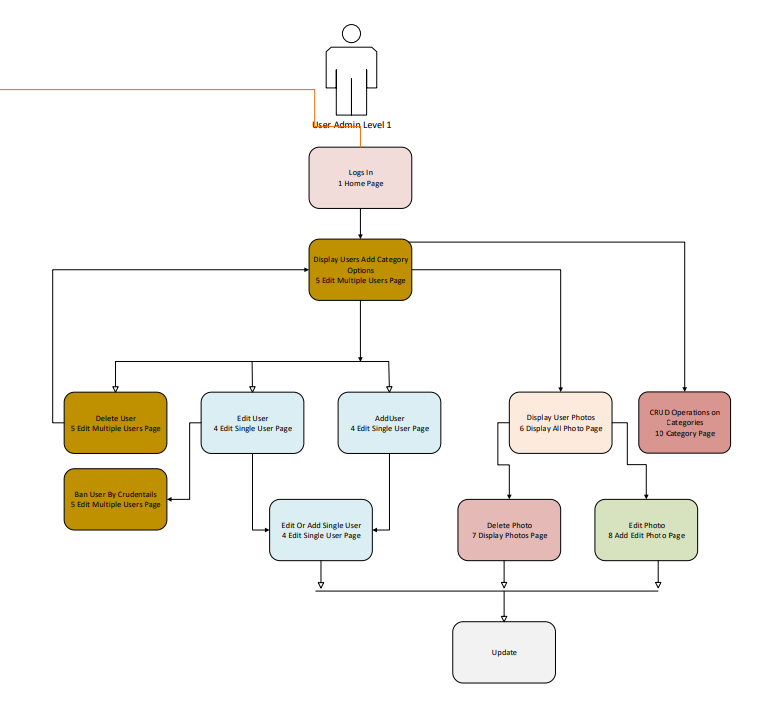 User Admin Level 1
Logs In
1 Home Page
Display Users Add Category
Options
5 Edit Multiple Users Page
Delete User
5 Edit Multiple Users Page
Edit User
4 Edit Single User Page
AddUser
4 Edit Single User Page
Display User Photos
6 Display All Photo Page
CRUD Operations on
Categories
10 Category Page
Ban User By Crudentails
5 Edit Multiple Users Page
Edit Or Add Single User
4 Edit Single User Page
Delete Photo
7 Display Photos Page
Edit Photo
8 Add Edit Photo Page
Update